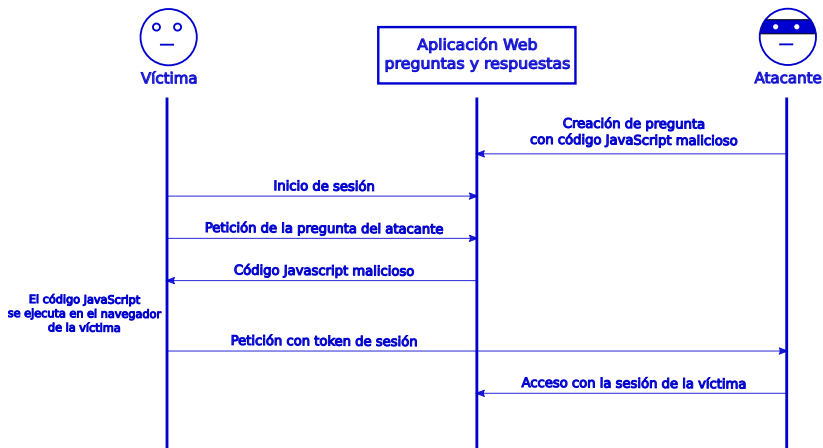 Víctima
Aplicación Web
preguntas y respuestas
Atacante
Creación de pregunta
con código JavaScript malicioso
Inicio de sesión
Petición de la pregunta del atacante
Código Javascript malicioso
El código JavaScript
se ejecuta en el navegador
de la víctima
Petición con token de sesión
Acceso con la sesión de la víctima